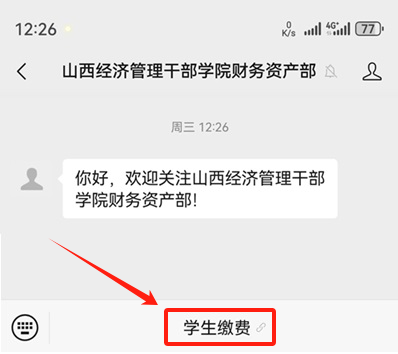 12:26
0
K/s
4G+
77
山西经济管理干部学院财务资产部
周三 12:26
你好，欢迎关注山西经济管理干部
学院财务资产部!
学生缴费